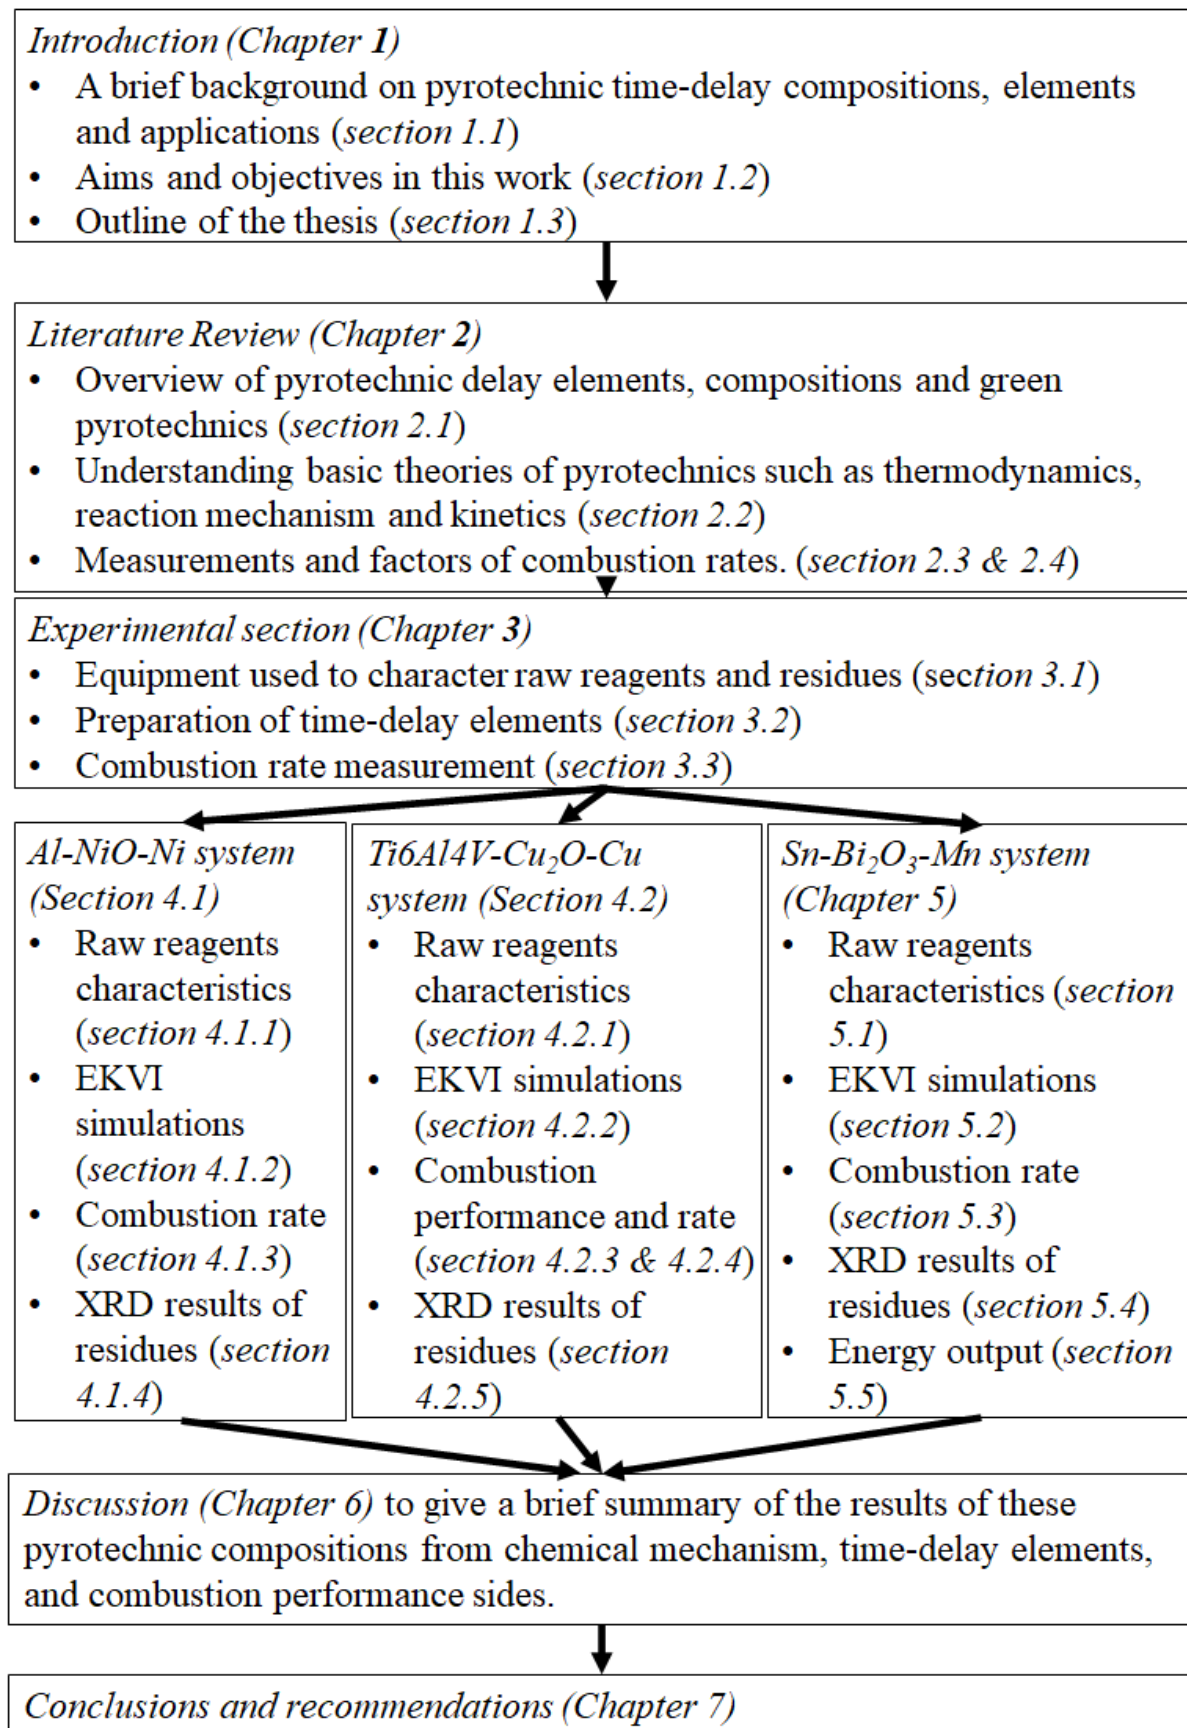 Introduction (Chapter 1)
• A brief background on pyrotechnic time-delay compositions, elements
and applications (section 1.1)
• Aims and objectives in this work (section 1.2)
• Outline of the thesis (section 1.3)
Literature Review (Chapter 2)
• Overview of pyrotechnic delay elements, compositions and green
pyrotechnics (section 2.1)
• Understanding basic theories of pyrotechnics such as thermodynamics,
reaction mechanism and kinetics (section 2.2)
• Measurements and factors of combustion rates. (section 2.3 & 2.4)
Experimental section (Chapter 3)
• Equipment used to character raw reagents and residues (section 3.1)
• Preparation of time-delay elements (section 3.2)
• Combustion rate measurement (section 3.3)
Al-NiO-Ni system
(Section 4.1)
• Raw reagents
characteristics
(section 4.1.1)
• EKVI
simulations
(section 4.1.2)
• Combustion rate
(section 4.1.3)
• XRD results of
residues (section
4.1.4)
Ti6Al4V-Cu₂O-Cu
system (Section 4.2)
• Raw reagents
characteristics
(section 4.2.1)
• EKVI simulations
(section 4.2.2)
• Combustion
performance and rate
(section 4.2.3 & 4.2.4)
• XRD results of
residues (section
4.2.5)
Sn-Bi₂O₃-Mn system
(Chapter 5)
• Raw reagents
characteristics (section
5.1)
• EKVI simulations
(section 5.2)
• Combustion rate
(section 5.3)
• XRD results of
residues (section 5.4)
• Energy output (section
5.5)
Discussion (Chapter 6) to give a brief summary of the results of these
pyrotechnic compositions from chemical mechanism, time-delay elements,
and combustion performance sides.
Conclusions and recommendations (Chapter 7)